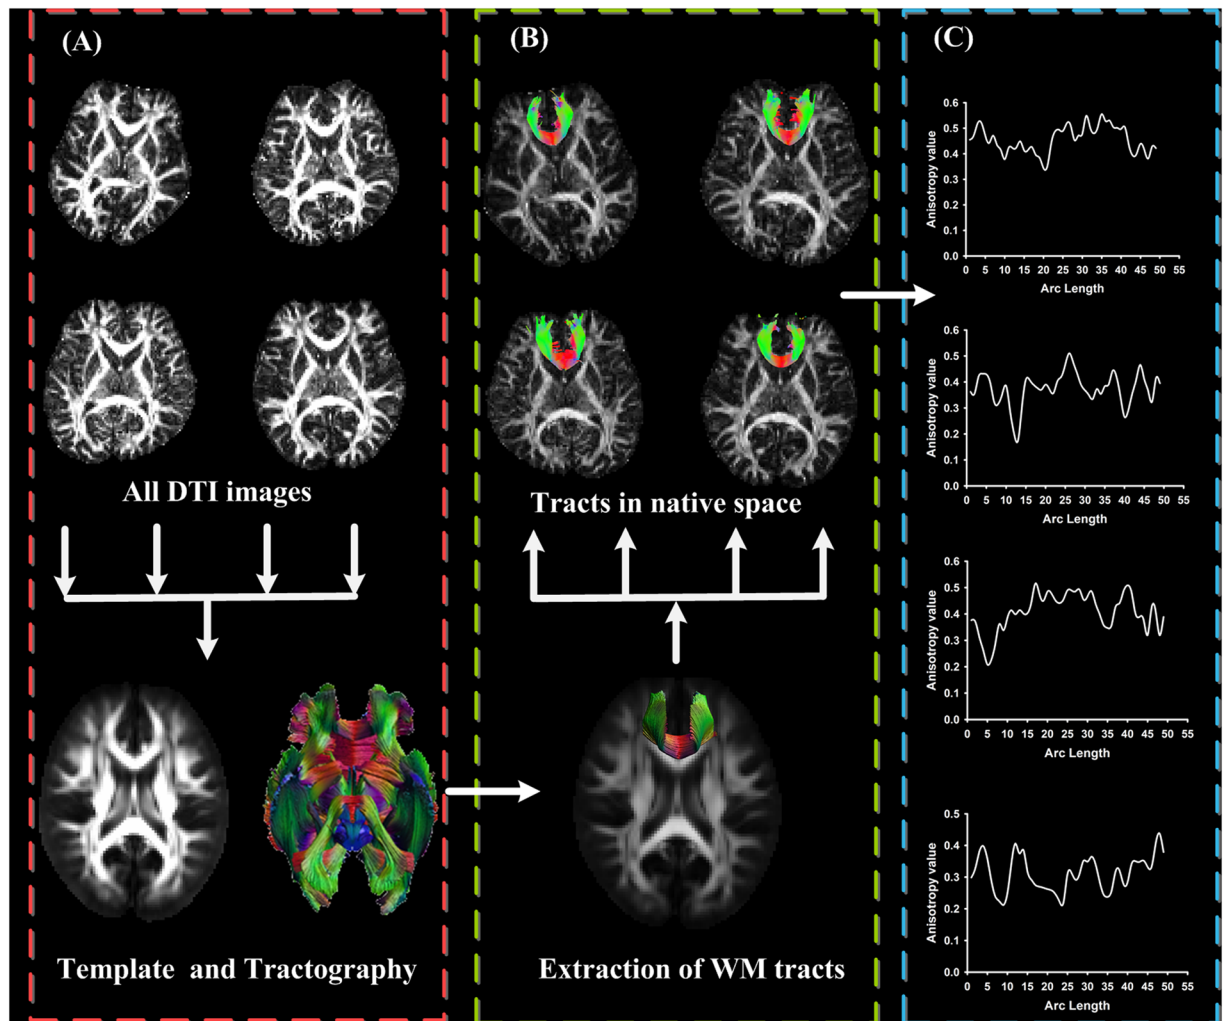 (A)
All DTI images
Template and Tractography
(B)
Tracts in native space
Extraction of WM tracts
(C)
Anisotropy value
0.6
0.5
0.4
0.3
0.2
0.1
0.0
0 5 10 15 20 25 30 35 40 45 50 55
Arc Length
Anisotropy value
0.6
0.5
0.4
0.3
0.2
0.1
0.0
0 5 10 15 20 25 30 35 40 45 50 55
Arc Length
Anisotropy value
0.6
0.5
0.4
0.3
0.2
0.1
0.0
0 5 10 15 20 25 30 35 40 45 50 55
Arc Length
Anisotropy value
0.5
0.4
0.3
0.2
0.1
0.0
0 5 10 15 20 25 30 35 40 45 50 55
Arc Length